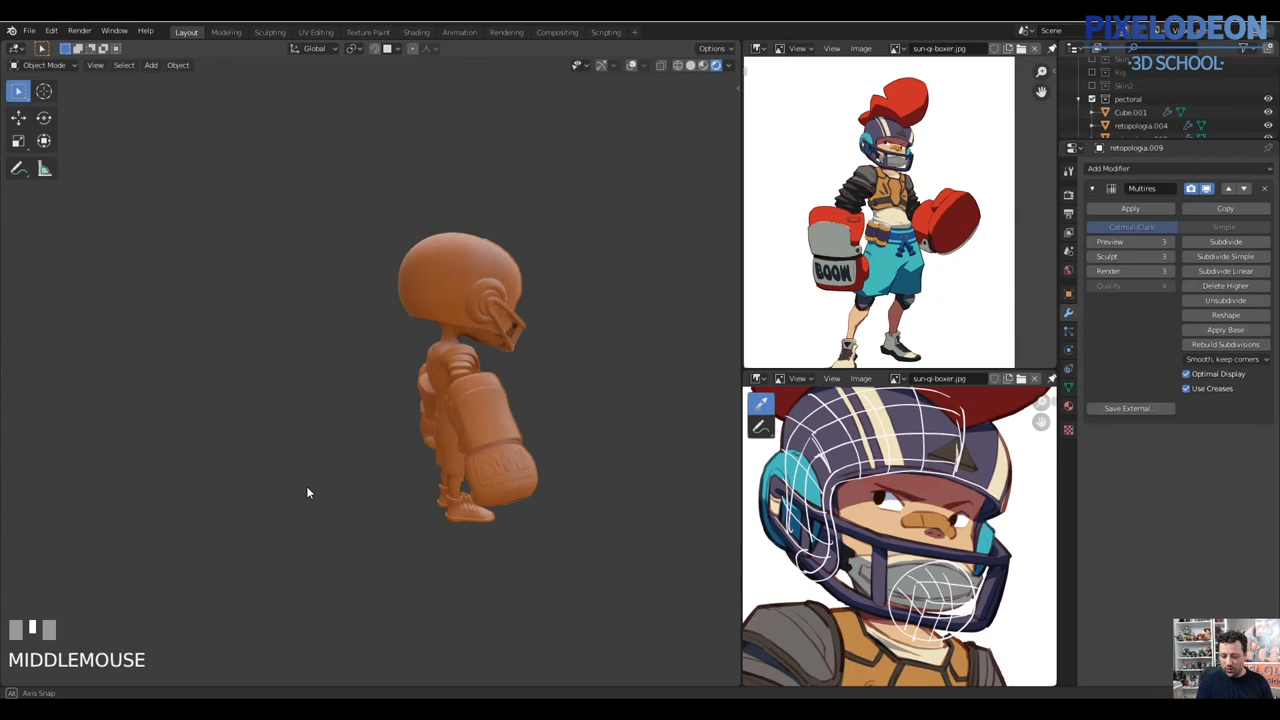 File Edit Render Window Help Layout Modeling Sculpting UV Editing Texture Paint Shading Animation Rendering Compositing Scripting + Scene
PIXELODEON
·3D SCHOOL·
Global Options
View Image sun-qi-boxer.jpg
Object Mode View Select Add Object
Rig
Skin2
pectoral
Cube.001
retopologia.004
retopologia.009
Add Modifier
Multires
Apply Copy
Catmull-Clark Simple
Preview 3 Subdivide
Sculpt 3 Subdivide Simple
Render 3 Subdivide Linear
Quality 4 Delete Higher
Unsubdivide
Reshape
Apply Base
Rebuild Subdivisions
Smooth, keep corners
Optimal Display
Use Creases
Save External...
BOOM
View Image sun-qi-boxer.jpg
MIDDLEMOUSE
Alt Axis Snap